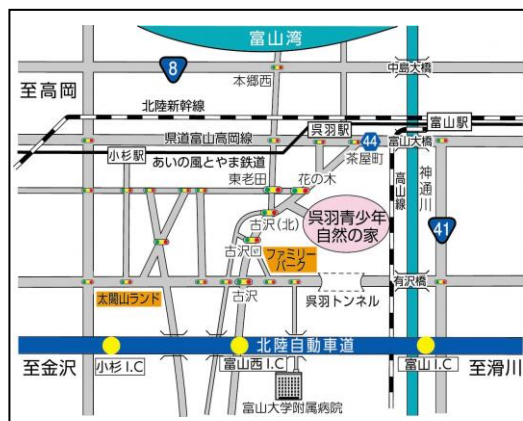 富山湾
8
中島大橋
本郷西
至高岡
北陸新幹線
呉羽駅
富山駅
県道富山高岡線
44
富山大橋
小杉駅
あいの風とやま鉄道
茶屋町
東老田
花の木
高山線
神通川
古沢(北)
呉羽青少年
自然の家
41
古沢
ファミリー
パーク
太閤山ランド
古沢
呉羽トンネル
有沢橋
北陸自動車道
至金沢
小杉 I.C
富山西 I.C
富山 I.C
至滑川
富山大学附属病院